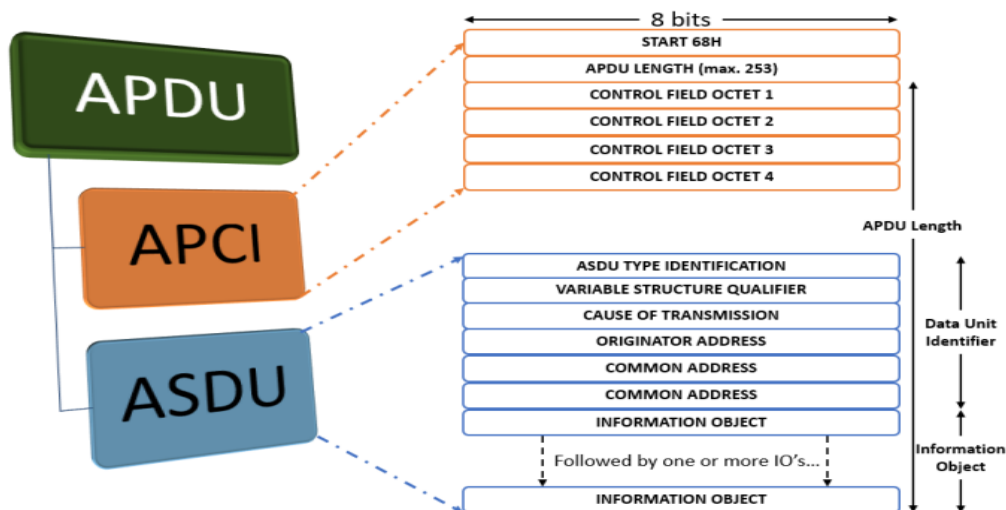 8 bits
APDU
APCI
ASDU
START 68H
APDU LENGTH (max. 253)
CONTROL FIELD OCTET 1
CONTROL FIELD OCTET 2
CONTROL FIELD OCTET 3
CONTROL FIELD OCTET 4
APDU Length
ASDU TYPE IDENTIFICATION
VARIABLE STRUCTURE QUALIFIER
CAUSE OF TRANSMISSION
ORIGINATOR ADDRESS
COMMON ADDRESS
COMMON ADDRESS
INFORMATION OBJECT
Data Unit
Identifier
Followed by one or more IO's...
INFORMATION OBJECT
Information
Object